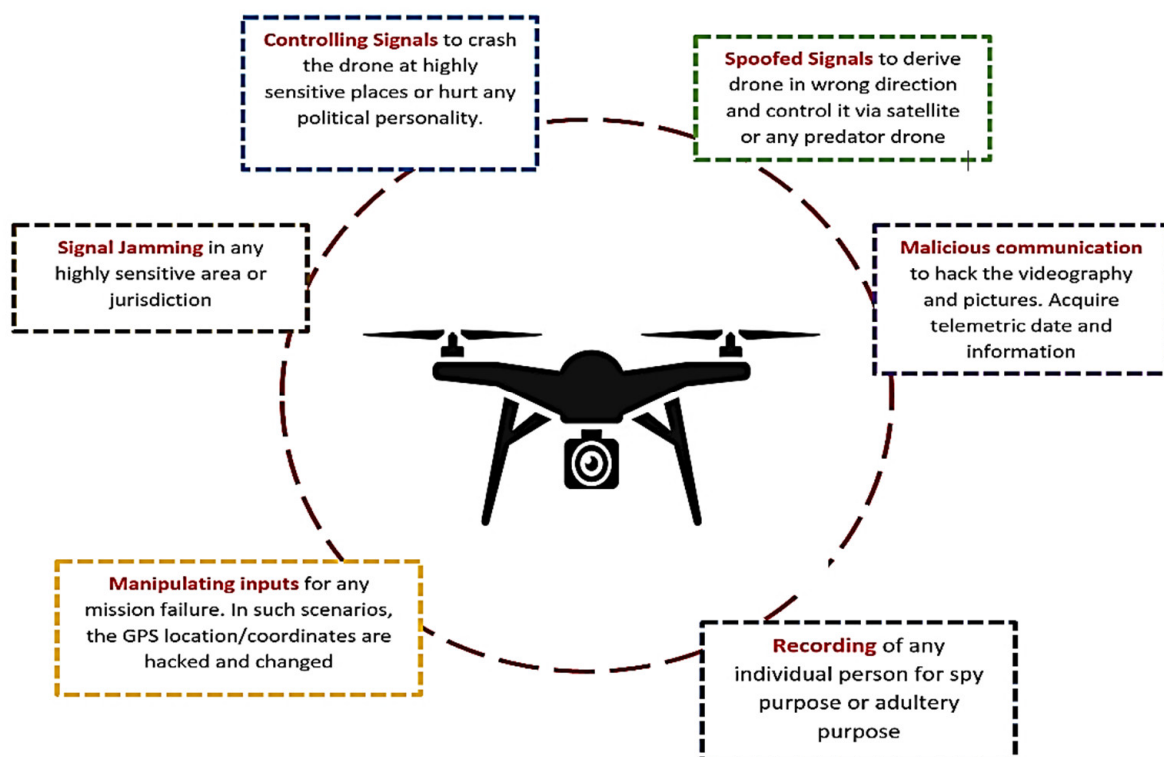 Controlling Signals to crash
the drone at highly
sensitive places or hurt any
political personality.
Spoofed Signals to derive
drone in wrong direction
and control it via satellite
or any predator drone
Signal Jamming in any
highly sensitive area or
jurisdiction
Malicious communication
to hack the videography
and pictures. Acquire
telemetric date and
information
Manipulating inputs for any
mission failure. In such scenarios,
the GPS location/coordinates are
hacked and changed
Recording of any
individual person for spy
purpose or adultery
purpose